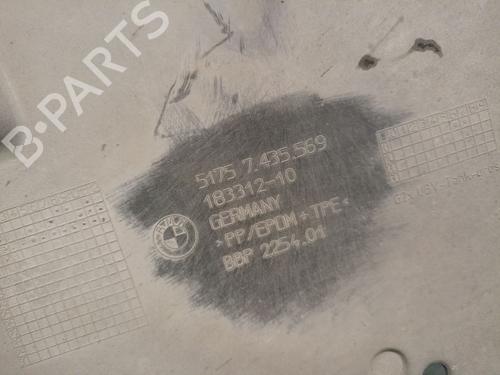 B-PARTS
5175 7.435.569
183312-10
GERMANY
>PP/EPDM+TPE<
BBP 2254.01